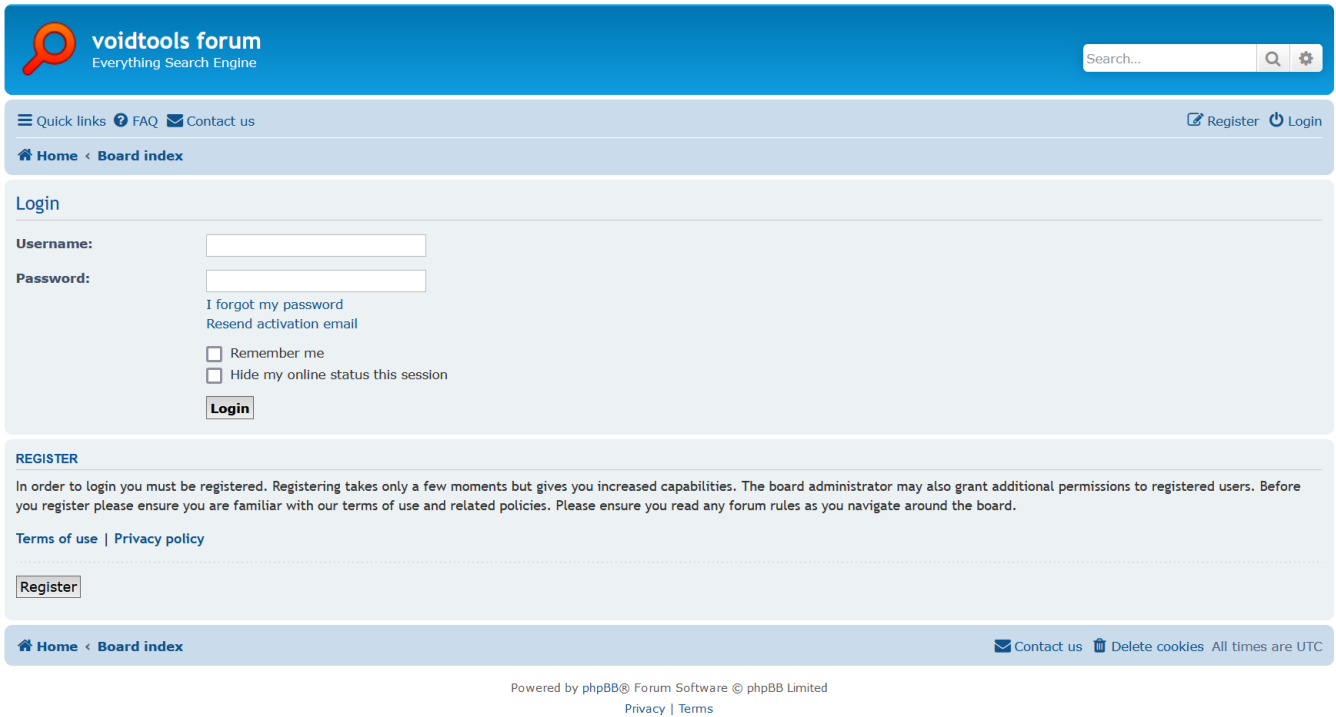 voidtools forum
Everything Search Engine
Search...
Quick links FAQ Contact us
Register Login
Home ‹ Board index
Login
Username:
Password:
I forgot my password
Resend activation email
Remember me
Hide my online status this session
Login
REGISTER
In order to login you must be registered. Registering takes only a few moments but gives you increased capabilities. The board administrator may also grant additional permissions to registered users. Before
you register please ensure you are familiar with our terms of use and related policies. Please ensure you read any forum rules as you navigate around the board.
Terms of use | Privacy policy
Register
Home ‹ Board index
Contact us Delete cookies All times are UTC
Powered by phpBB® Forum Software © phpBB Limited
Privacy | Terms